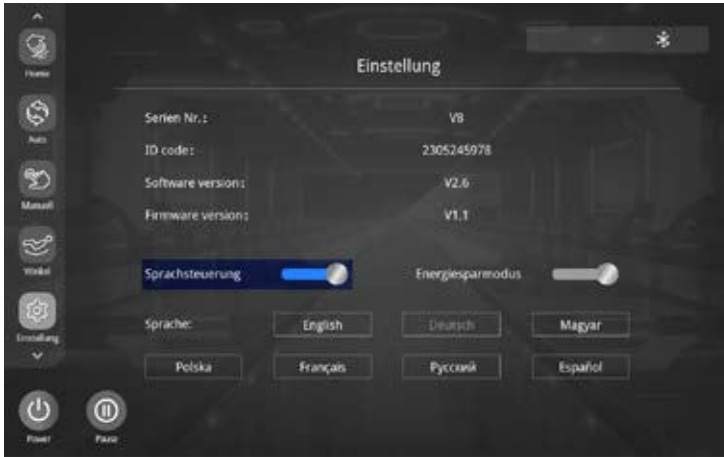 Home
Auto
Manuell
Winkel
Einstellung
Power
Pause
Einstellung
Serien Nr.: V8
ID code: 2305245978
Software version: V2.6
Firmware version: V1.1
Sprachsteuerung Energiesparmodus
Sprache: English Deutsch Magyar
Polska Français Русский Español